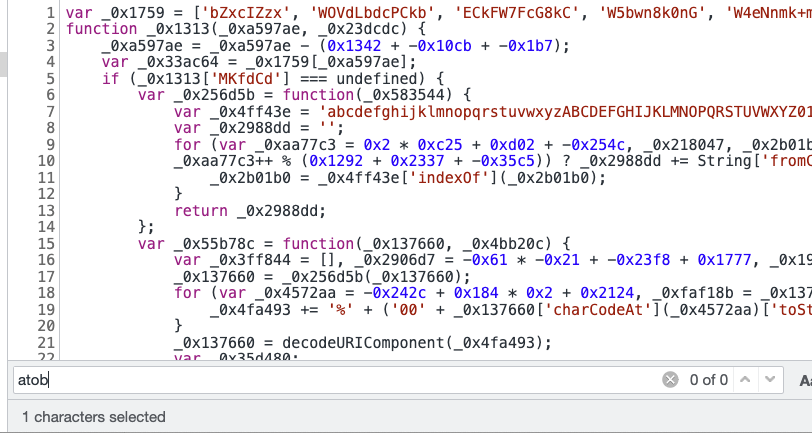 1 var _0x1759 = ['bZxcIZzx', 'WOVdLbdcPCkb', 'ECkFW7FcG8kC', 'W5bwn8k0nG', 'W4eNnmk+m
2 function _0x1313(_0xa597ae, _0x23dcdc) {
3 _0xa597ae = _0xa597ae - (0x1342 + -0x10cb + -0x1b7);
4 var _0x33ac64 = _0x1759[_0xa597ae];
5 if (_0x1313['MKfdCd'] === undefined) {
6 var _0x256d5b = function(_0x583544) {
7 var _0x4ff43e = 'abcdefghijklmnopqrstuvwxyzABCDEFGHIJKLMNOPQRSTUVWXYZ01
8 var _0x2988dd = '';
9 for (var _0xaa77c3 = 0x2 * 0xc25 + 0xd02 + -0x254c, _0x218047, _0x2b01b
10 _0xaa77c3++ % (0x1292 + 0x2337 + -0x35c5)) ? _0x2988dd += String['fromC
11 _0x2b01b0 = _0x4ff43e['indexOf'](_0x2b01b0);
12 }
13 return _0x2988dd;
14 };
15 var _0x55b78c = function(_0x137660, _0x4bb20c) {
16 var _0x3ff844 = [], _0x2906d7 = -0x61 * -0x21 + -0x23f8 + 0x1777, _0x19
17 _0x137660 = _0x256d5b(_0x137660);
18 for (var _0x4572aa = -0x242c + 0x184 * 0x2 + 0x2124, _0xfaf18b = _0x137
19 _0x4fa493 += '%' + ('00' + _0x137660['charCodeAt'](_0x4572aa)['toSt
20 }
21 _0x137660 = decodeURIComponent(_0x4fa493);
22 var _0x35d480;
atob 0 of 0 Aa
1 characters selected